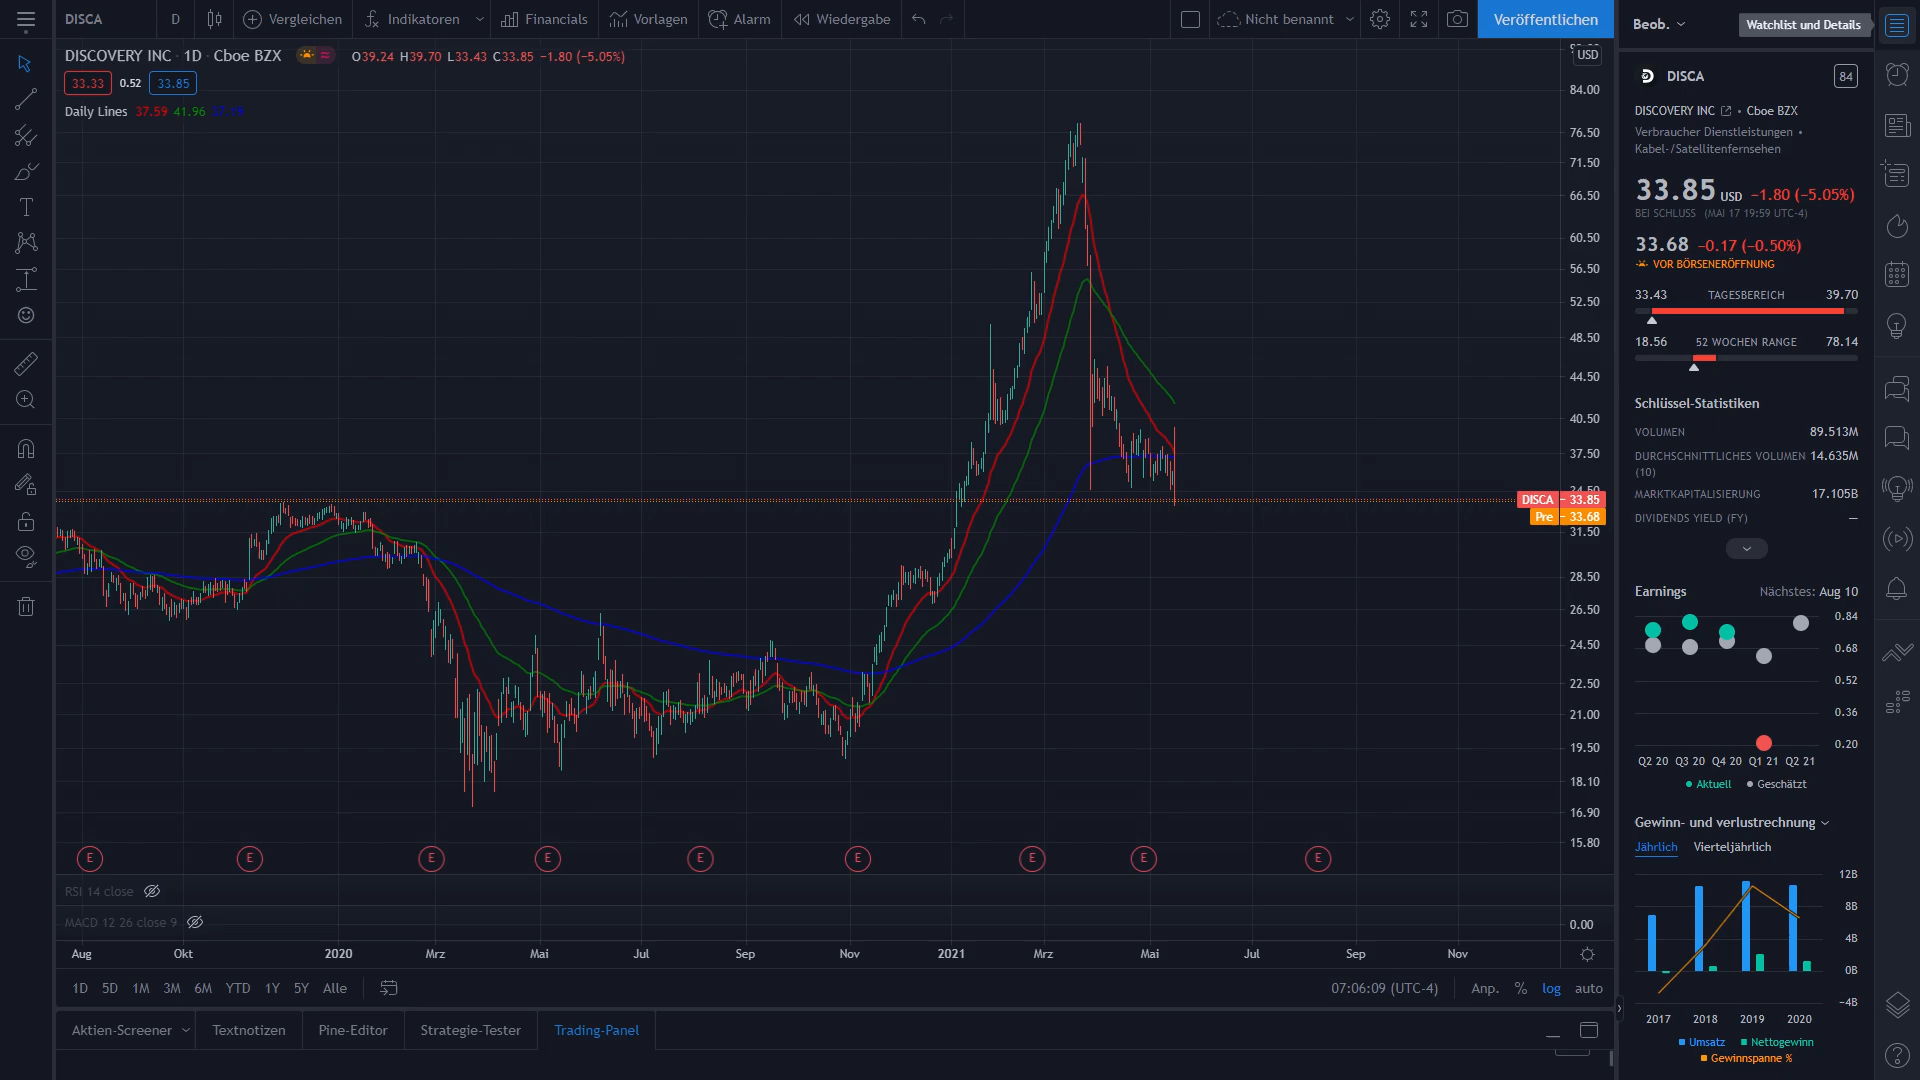 DISCA D Vergleichen Indikatoren Financials Vorlagen Alarm Wiedergabe Nicht benannt Veröffentlichen
DISCOVERY INC · 1D · Cboe BZX O39.24 H39.70 L33.43 C33.85 −1.80 (−5.05%)
33.33 0.52 33.85
Daily Lines 37.59 41.96
USD
84.00
76.50
71.50
66.50
60.50
56.50
52.50
48.50
44.50
40.50
37.50
34.50
DISCA 33.85
Pre 33.68
31.50
28.50
26.50
24.50
22.50
21.00
19.50
18.10
16.90
15.80
E E E E E E E E E
RSI 14 close
MACD 12 26 close 9
0.00
Aug Okt 2020 Mrz Mai Jul Sep Nov 2021 Mrz Mai Jul Sep Nov
1D 5D 1M 3M 6M YTD 1Y 5Y Alle 07:06:09 (UTC-4) Anp. % log auto
Aktien-Screener Textnotizen Pine-Editor Strategie-Tester Trading-Panel
Beob. Watchlist und Details
DISCA 84
DISCOVERY INC • Cboe BZX
Verbraucher Dienstleistungen •
Kabel-/Satellitenfernsehen
33.85 USD −1.80 (−5.05%)
BEI SCHLUSS (MAI 17 19:59 UTC-4)
33.68 −0.17 (−0.50%)
VOR BÖRSENERÖFFNUNG
33.43 TAGESBEREICH 39.70
18.56 52 WOCHEN RANGE 78.14
Schlüssel-Statistiken
VOLUMEN 89.513M
DURCHSCHNITTLICHES VOLUMEN 14.635M
(10)
MARKTKAPITALISIERUNG 17.105B
DIVIDENDS YIELD (FY) —
Earnings Nächstes: Aug 10
0.84
0.68
0.52
0.36
0.20
Q2 20 Q3 20 Q4 20 Q1 21 Q2 21
Aktuell Geschätzt
Gewinn- und verlustrechnung
Jährlich Vierteljährlich
12B
8B
4B
0B
−4B
2017 2018 2019 2020
Umsatz Nettogewinn
Gewinnspanne %